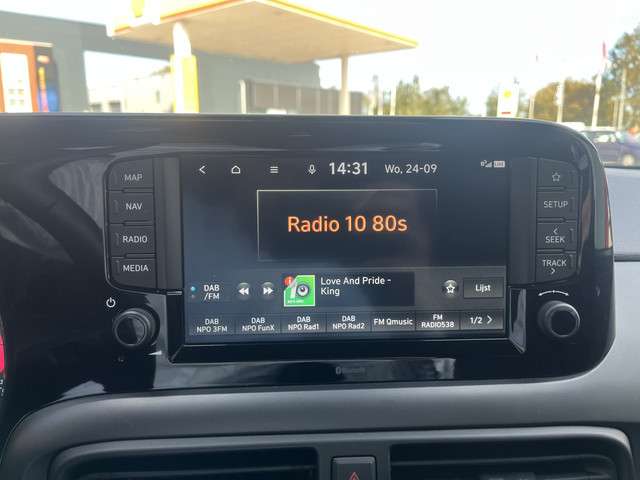 MAP
NAV
RADIO
MEDIA
14:31 Wo. 24-09
Radio 10 80s
DAB
/FM
Love And Pride -
King
Lijst
DAB
NPO 3FM
DAB
NPO FunX
DAB
NPO Rad1
DAB
NPO Rad2
FM Qmusic
FM
RADIO538
1/2
SETUP
SEEK
TRACK
Bluetooth